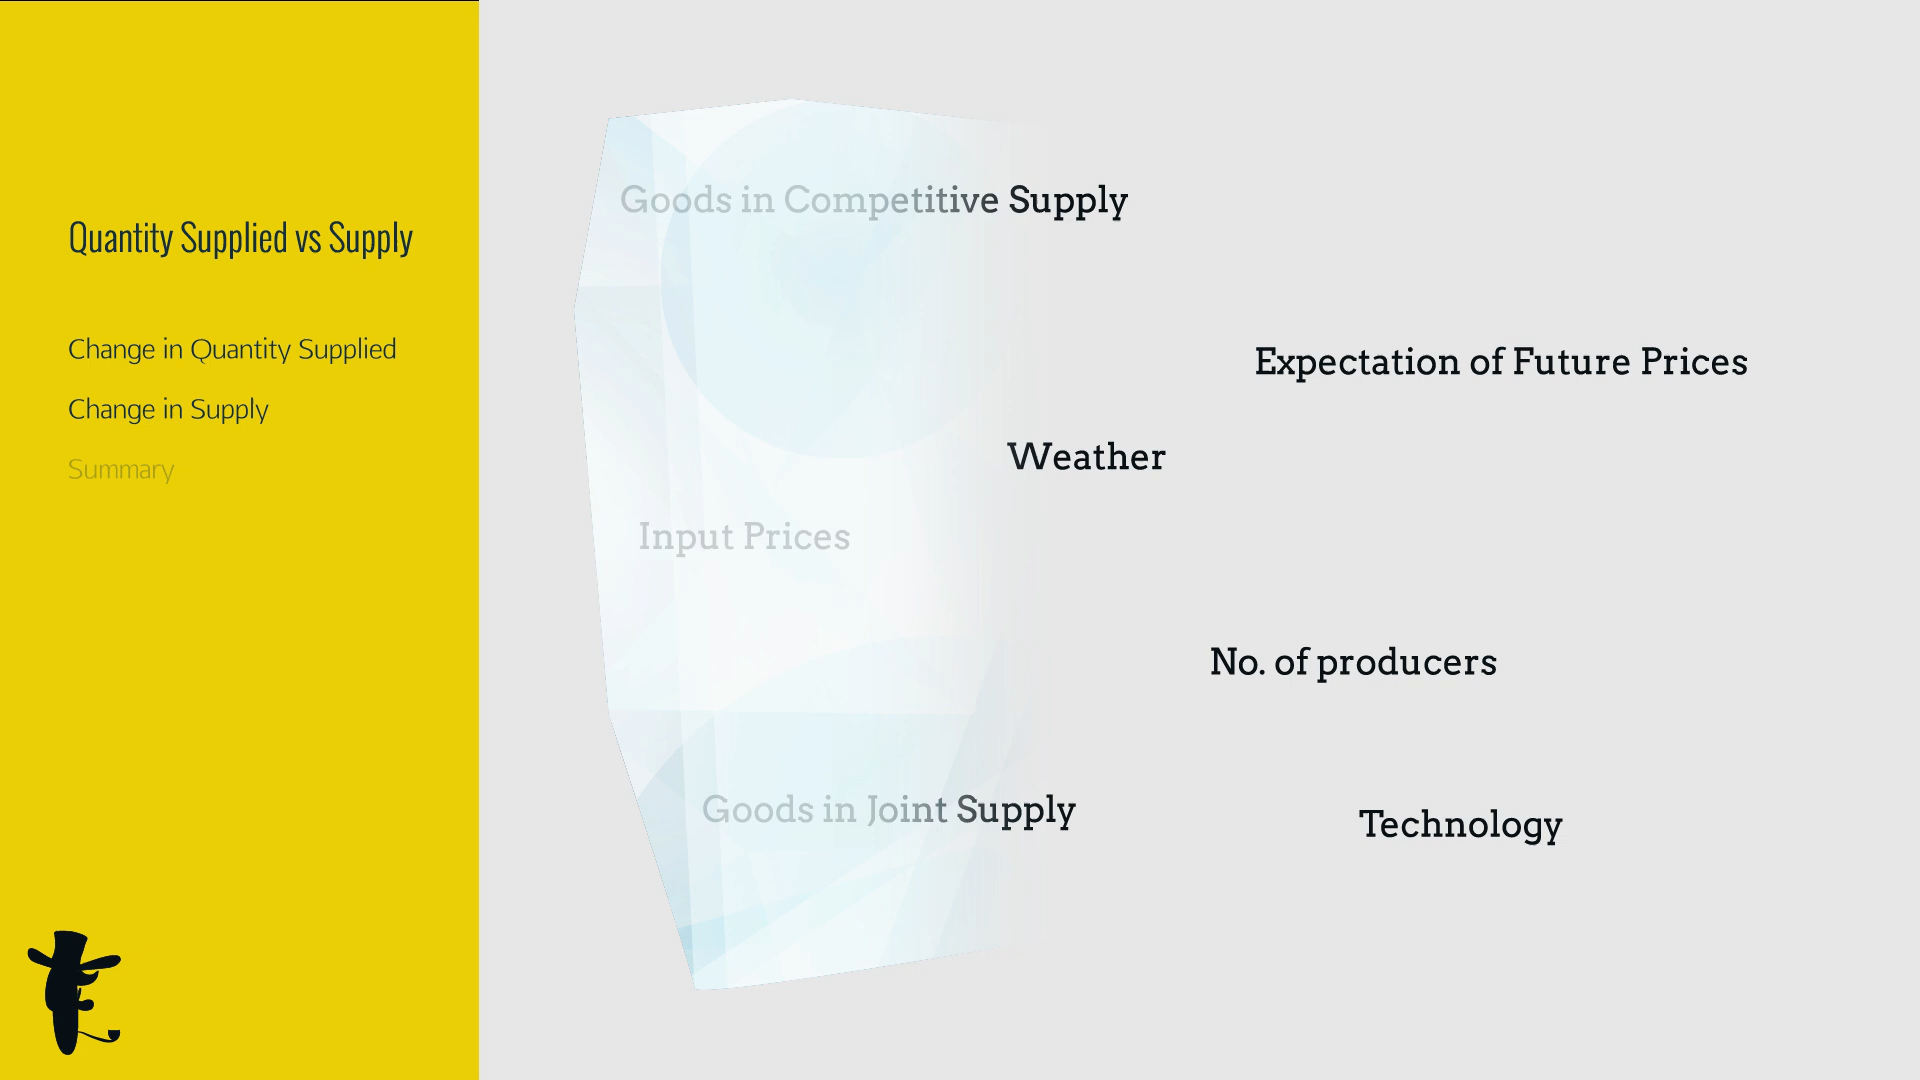 Quantity Supplied vs Supply
Change in Quantity Supplied
Change in Supply
Summary
Goods in Competitive Supply
Expectation of Future Prices
Weather
Input Prices
No. of producers
Goods in Joint Supply
Technology